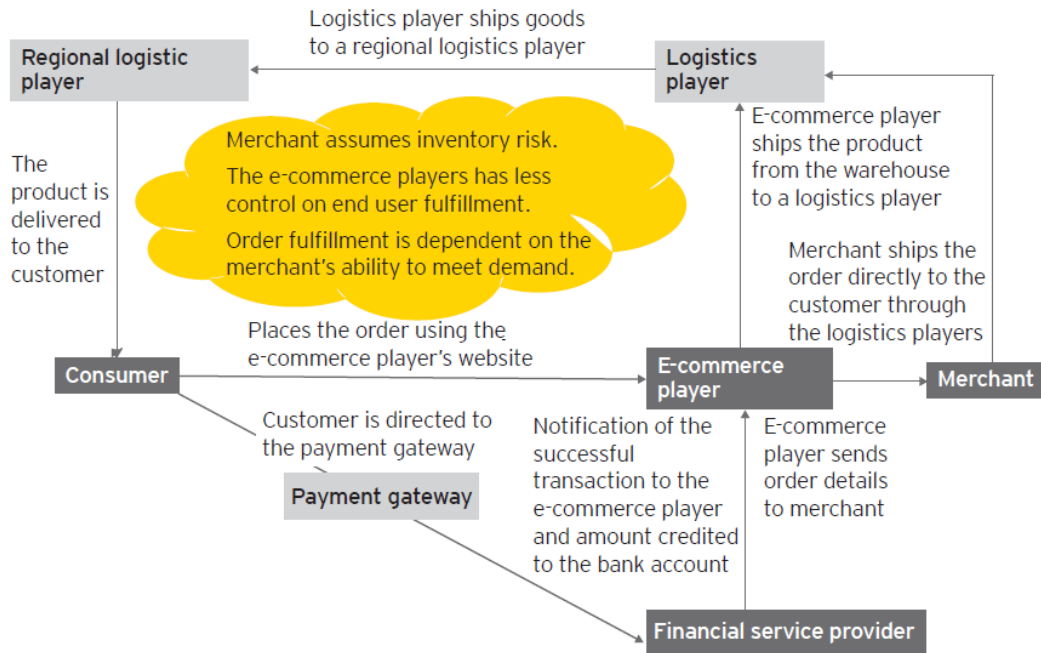 Logistics player ships goods
to a regional logistics player
Regional logistic
player
Logistics
player
The
product is
delivered
to the
customer
Merchant assumes inventory risk.
The e-commerce players has less
control on end user fulfillment.
Order fulfillment is dependent on the
merchant's ability to meet demand.
E-commerce player
ships the product
from the warehouse
to a logistics player
Merchant ships the
order directly to the
customer through
the logistics players
Places the order using the
e-commerce player's website
Consumer
E-commerce
player
Merchant
Customer is directed to
the payment gateway
Payment gateway
Notification of the
successful
transaction to the
e-commerce player
and amount credited
to the bank account
E-commerce
player sends
order details
to merchant
Financial service provider